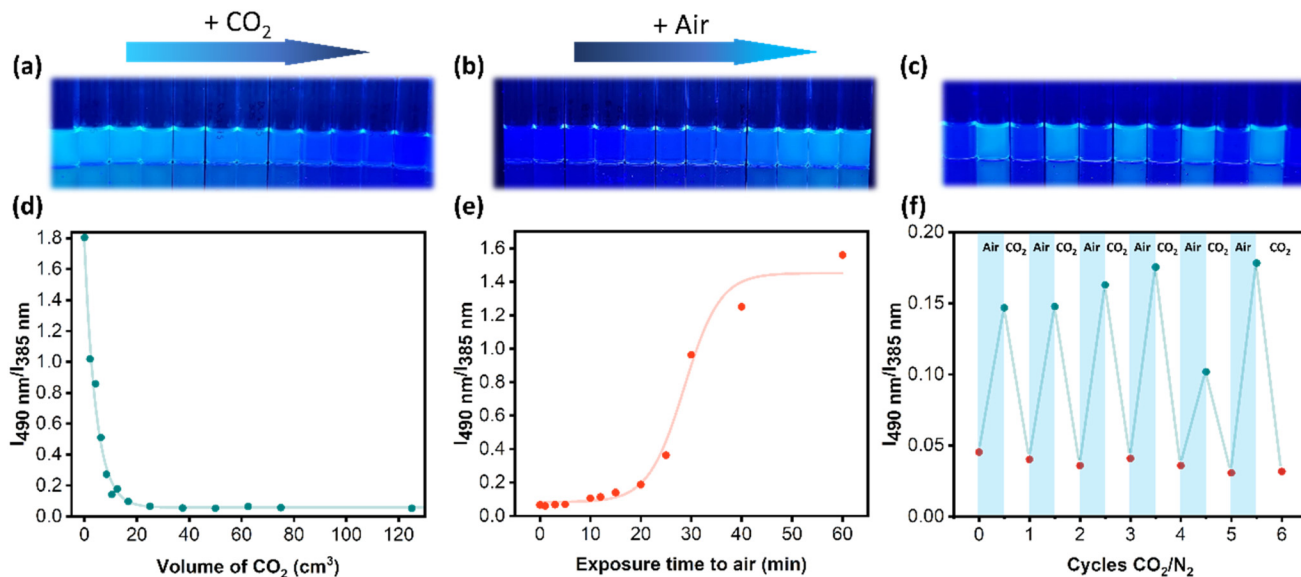 + CO₂
+ Air
(a)
(b)
(c)
(d)
(e)
(f)
I490 nm/I385 nm
1.8
1.6
1.4
1.2
1.0
0.8
0.6
0.4
0.2
0.0
0 20 40 60 80 100 120
Volume of CO₂ (cm³)
I490 nm/I385 nm
1.6
1.4
1.2
1.0
0.8
0.6
0.4
0.2
0.0
0 10 20 30 40 50 60
Exposure time to air (min)
I490 nm/I385 nm
0.20
0.15
0.10
0.05
0.00
Air CO₂ Air CO₂ Air CO₂ Air CO₂ Air CO₂ Air CO₂
0 1 2 3 4 5 6
Cycles CO₂/N₂